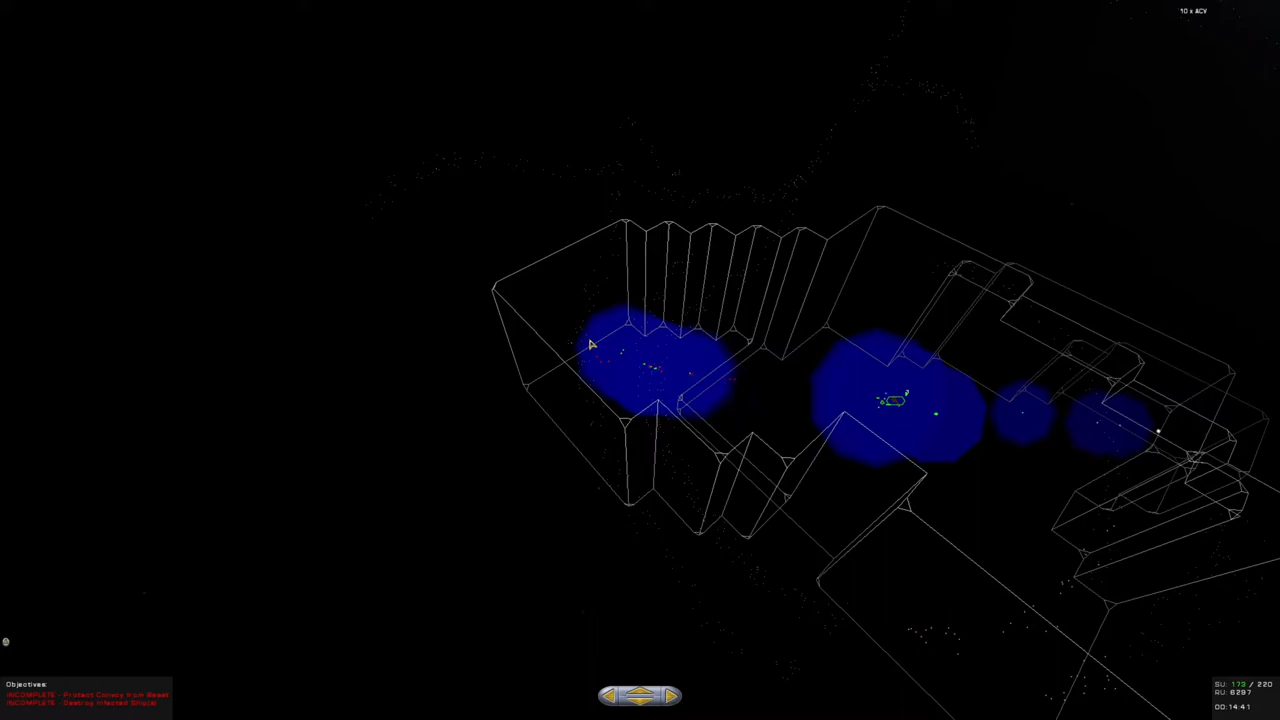 10 x ACV
Objectives:
INCOMPLETE - Protect Convoy from Beast
INCOMPLETE - Destroy Infected Ship(s)
SU: 173 / 220
RU: 6297
00:14:41